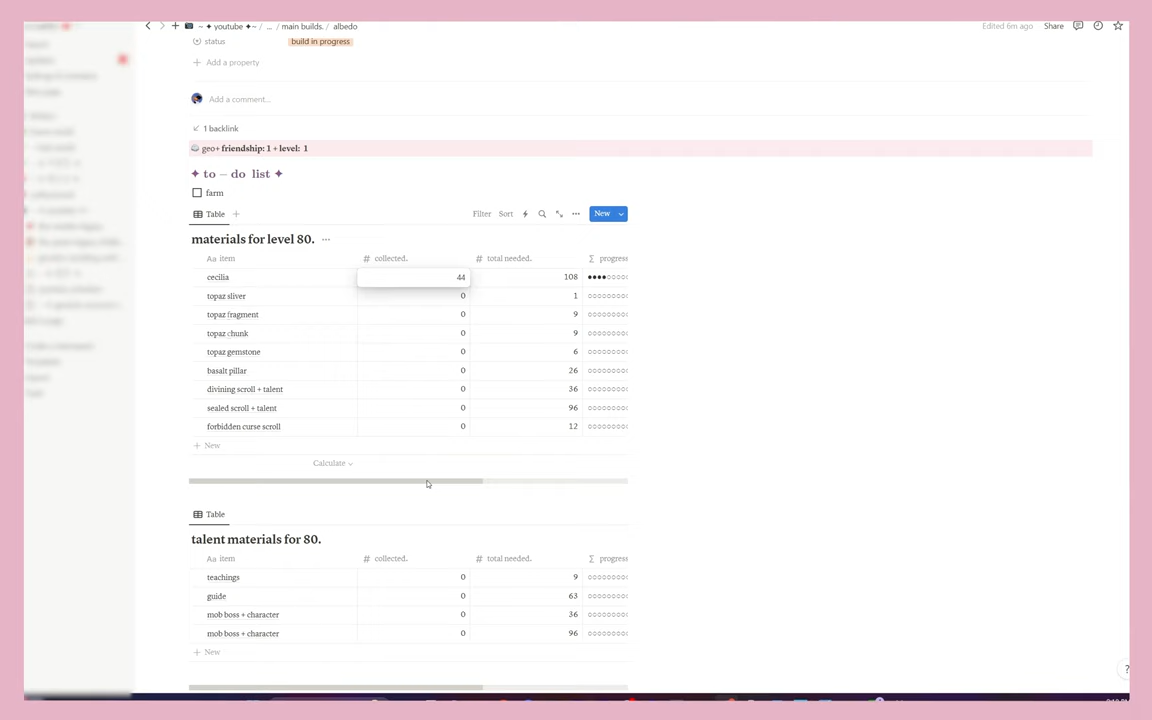 ~ ✦ youtube ✦~ / ... / main builds. / albedo Edited 6m ago Share
status build in progress
Add a property
Add a comment...
1 backlink
geo+ friendship: 1 + level: 1
✦ to – do list ✦
farm
Table Filter Sort New
materials for level 80. ...
Aa item # collected. # total needed. Σ progress
cecilia 44 108 ●●●●○○○○
topaz sliver 0 1 ○○○○○○○○
topaz fragment 0 9 ○○○○○○○○
topaz chunk 0 9 ○○○○○○○○
topaz gemstone 0 6 ○○○○○○○○
basalt pillar 0 26 ○○○○○○○○
divining scroll + talent 0 36 ○○○○○○○○
sealed scroll + talent 0 96 ○○○○○○○○
forbidden curse scroll 0 12 ○○○○○○○○
+ New
Calculate
Table
talent materials for 80.
Aa item # collected. # total needed. Σ progress
teachings 0 9 ○○○○○○○○
guide 0 63 ○○○○○○○○
mob boss + character 0 36 ○○○○○○○○
mob boss + character 0 96 ○○○○○○○○
+ New
?